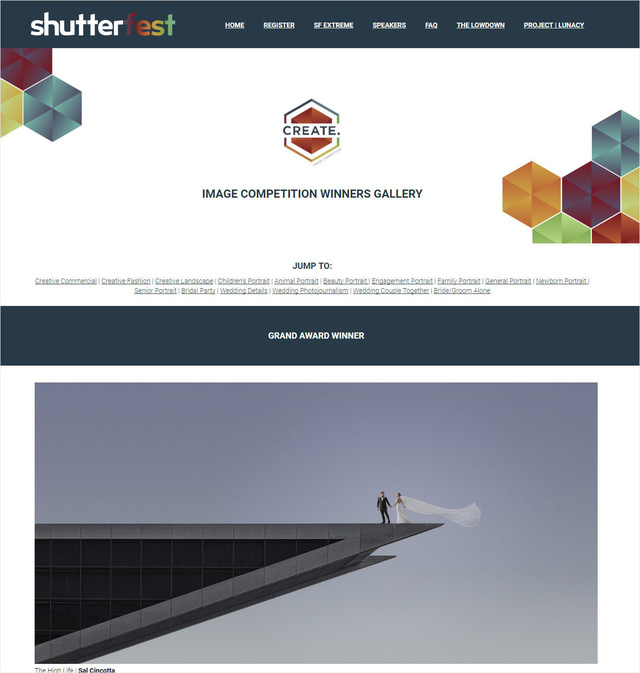 shutterfest
HOME REGISTER SF EXTREME SPEAKERS FAQ THE LOWDOWN PROJECT | LUNACY
CREATE.
IMAGE COMPETITION
IMAGE COMPETITION WINNERS GALLERY
JUMP TO:
Creative Commercial | Creative Fashion | Creative Landscape | Children's Portrait | Animal Portrait | Beauty Portrait | Engagement Portrait | Family Portrait | General Portrait | Newborn Portrait |
Senior Portrait | Bridal Party | Wedding Details | Wedding Photojournalism | Wedding Couple Together | Bride/Groom Alone
GRAND AWARD WINNER
The High Life | Sal Cincotta